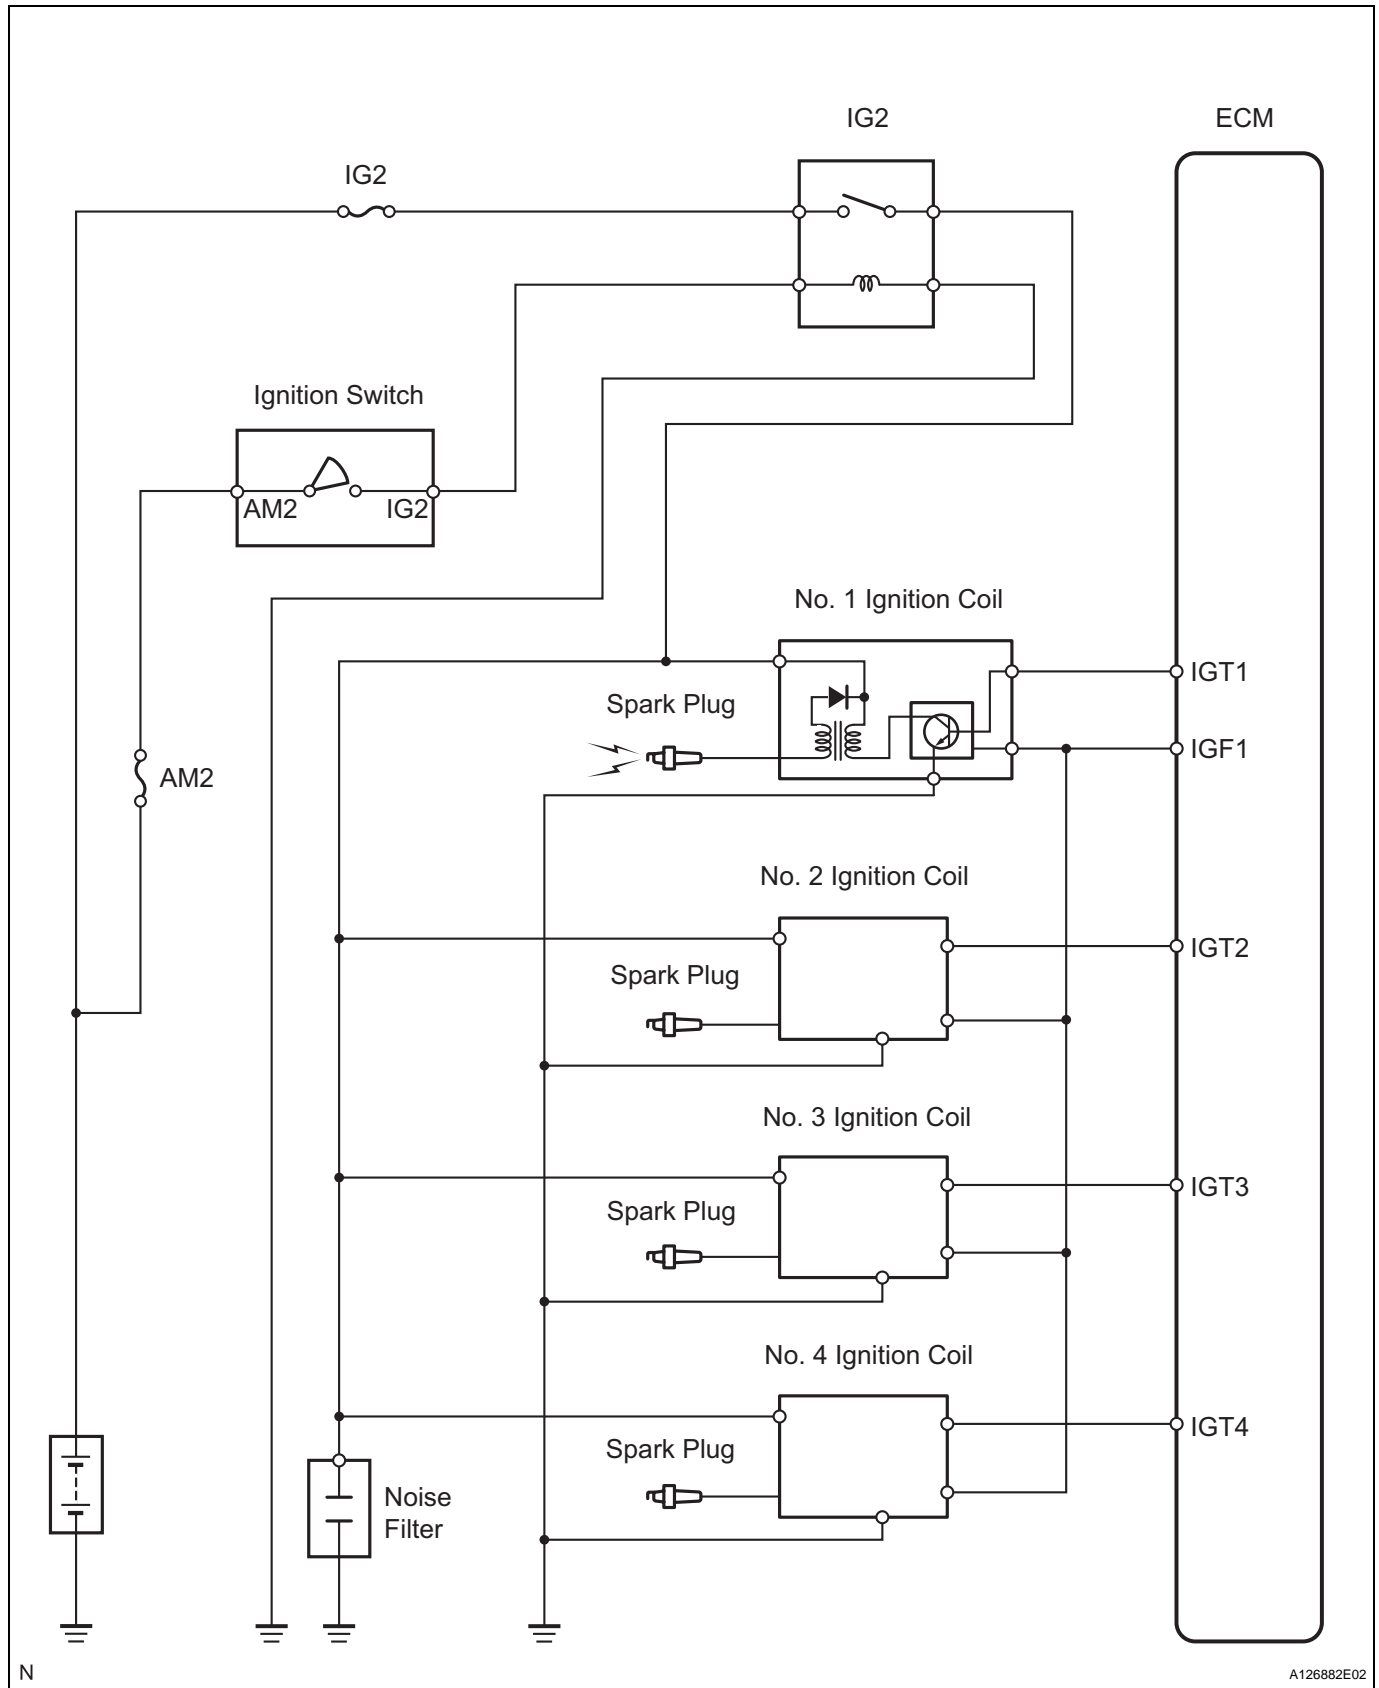 IG2
ECM
IG2
Ignition Switch
AM2
IG2
No. 1 Ignition Coil
IGT1
Spark Plug
IGF1
AM2
No. 2 Ignition Coil
IGT2
Spark Plug
No. 3 Ignition Coil
IGT3
Spark Plug
No. 4 Ignition Coil
IGT4
Spark Plug
Noise
Filter
N
A126882E02